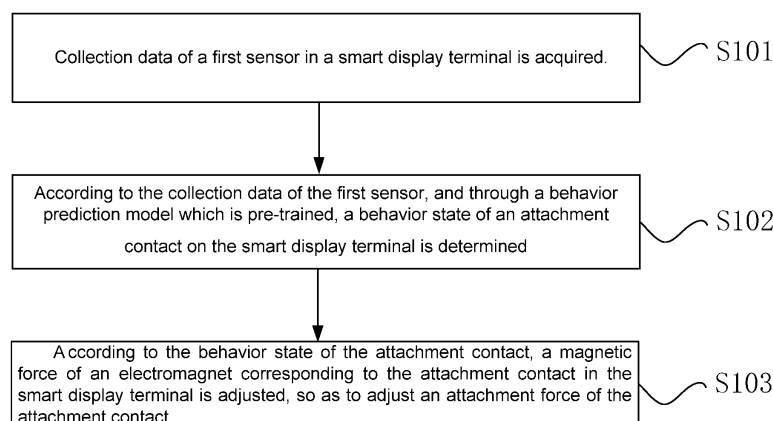 Collection data of a first sensor in a smart display terminal is acquired.
S101
According to the collection data of the first sensor, and through a behavior
prediction model which is pre-trained, a behavior state of an attachment
contact on the smart display terminal is determined
S102
According to the behavior state of the attachment contact, a magnetic
force of an electromagnet corresponding to the attachment contact in the
smart display terminal is adjusted, so as to adjust an attachment force of the
attachment contact
S103